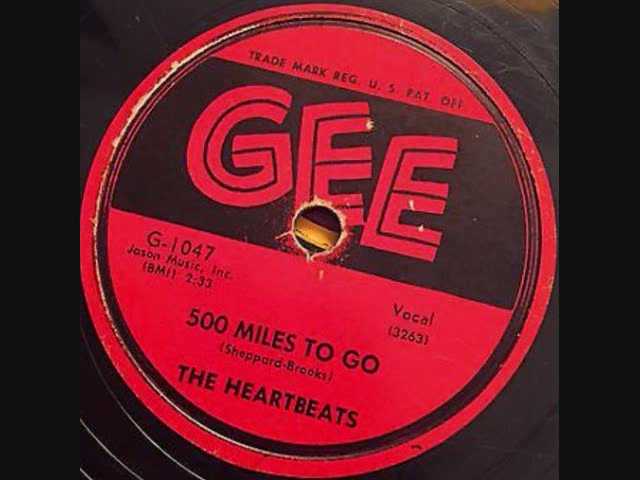 TRADE MARK REG. U. S. PAT. OFF.
GEE
G-1047
Jason Music, Inc.
(BMI) 2:33
Vocal
(3263)
500 MILES TO GO
(Sheppard-Brooks)
THE HEARTBEATS